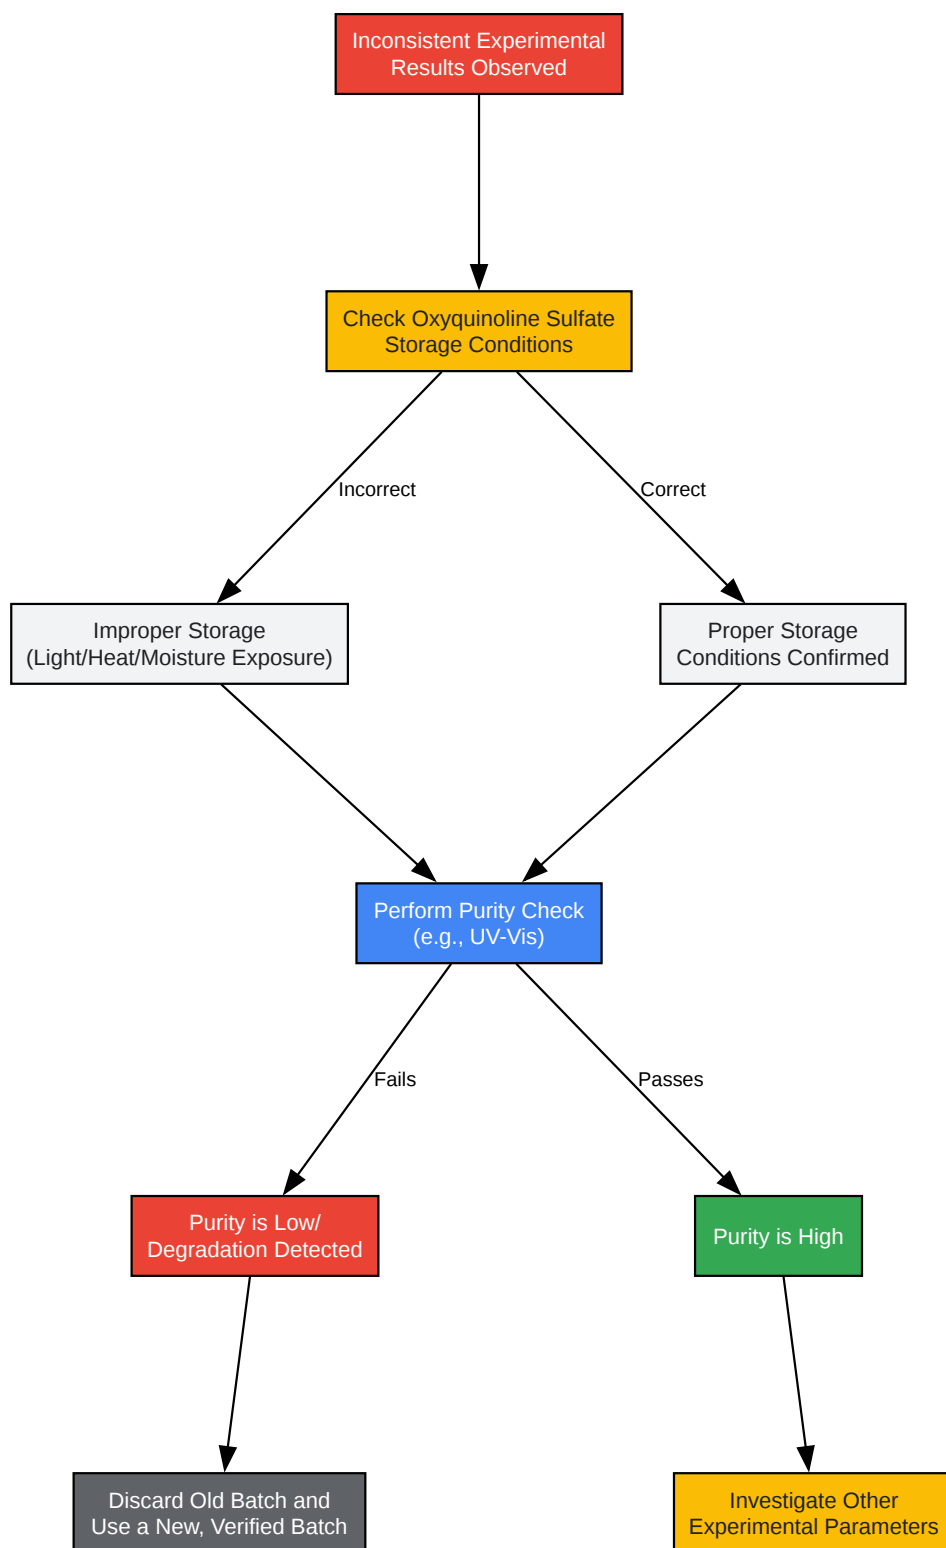 Inconsistent Experimental
Results Observed
Check Oxyquinoline Sulfate
Storage Conditions
Incorrect
Correct
Improper Storage
(Light/Heat/Moisture Exposure)
Proper Storage
Conditions Confirmed
Perform Purity Check
(e.g., UV-Vis)
Fails
Passes
Purity is Low/
Degradation Detected
Purity is High
Discard Old Batch and
Use a New, Verified Batch
Investigate Other
Experimental Parameters